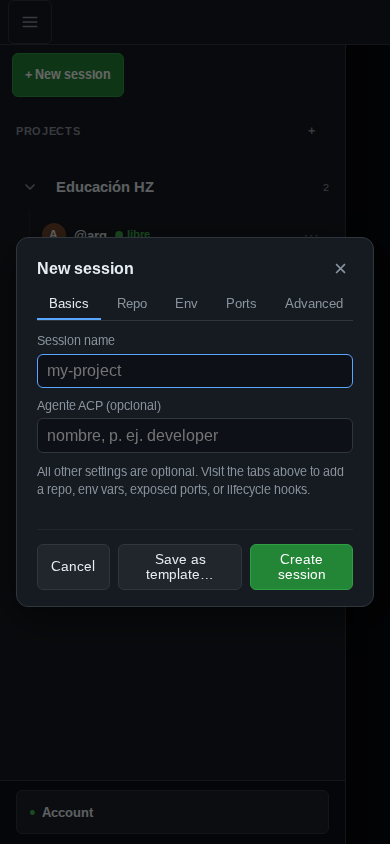 + New session
PROJECTS +
Educación HZ 2
A @arq libre ...
New session ✕
Basics Repo Env Ports Advanced
Session name
my-project
Agente ACP (opcional)
nombre, p. ej. developer
All other settings are optional. Visit the tabs above to add
a repo, env vars, exposed ports, or lifecycle hooks.
Cancel
Save as
template…
Create
session
Account